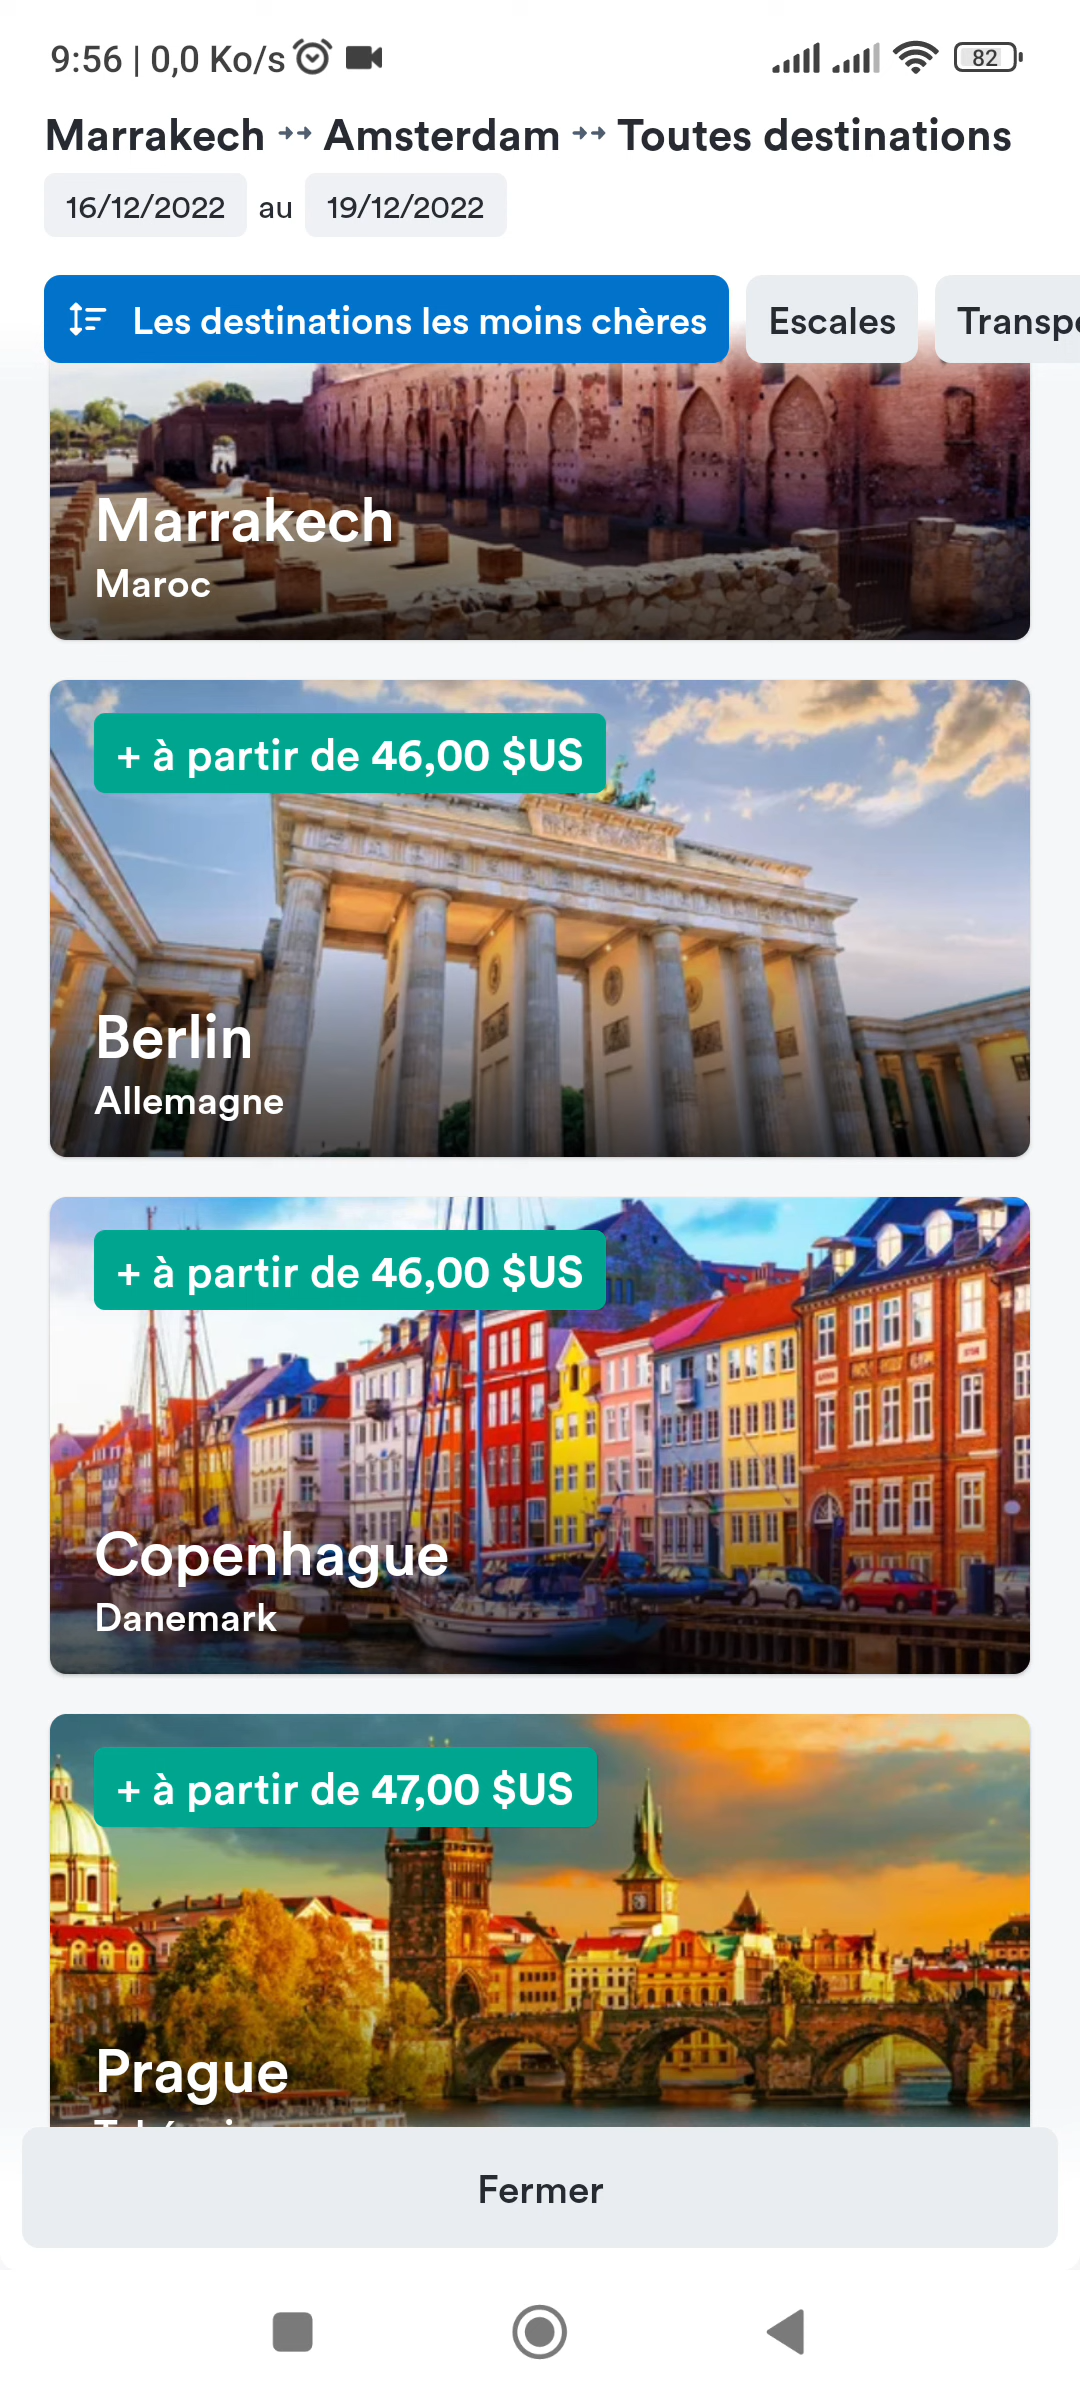 9:56 | 0,0 Ko/s
82
Marrakech Amsterdam Toutes destinations
16/12/2022 au 19/12/2022
Les destinations les moins chères Escales
Marrakech
Maroc
+ à partir de 46,00 $US
Berlin
Allemagne
+ à partir de 46,00 $US
Copenhague
Danemark
+ à partir de 47,00 $US
Prague
Fermer